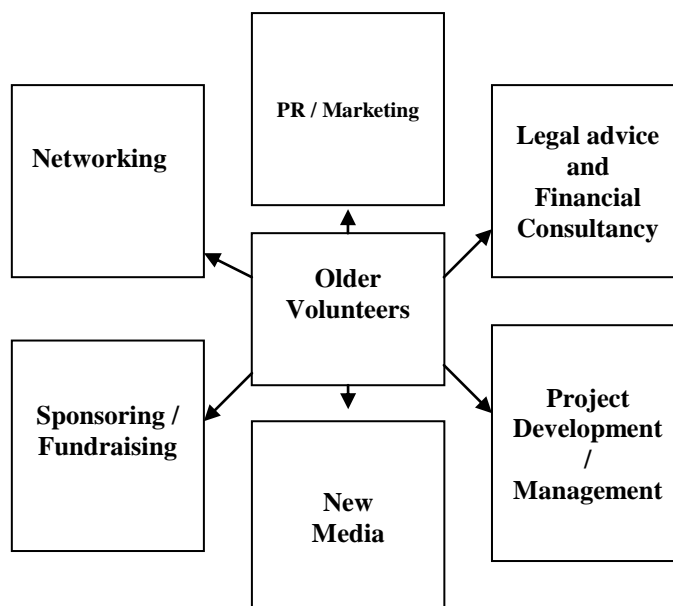 PR / Marketing
Networking
Legal advice
and
Financial
Consultancy
Older
Volunteers
Sponsoring /
Fundraising
Project
Development
/
Management
New
Media